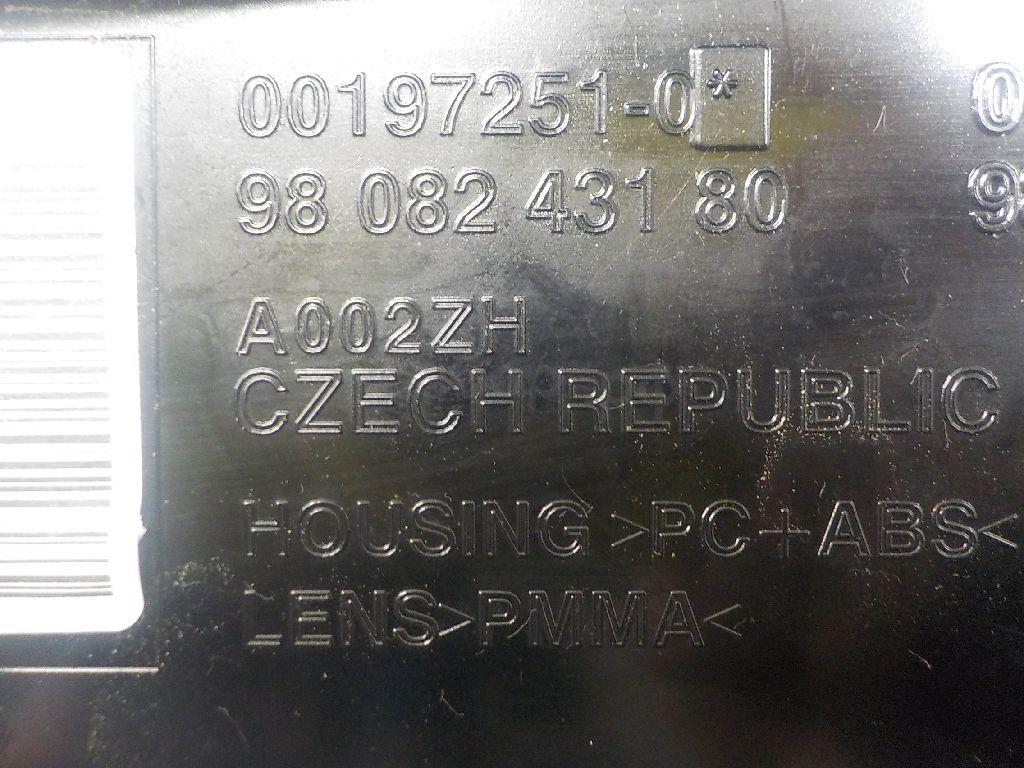 00197251-0*
98 082 431 80
A002ZH
CZECH REPUBLIC
HOUSING >PC+ABS<
LENS>PMMA<